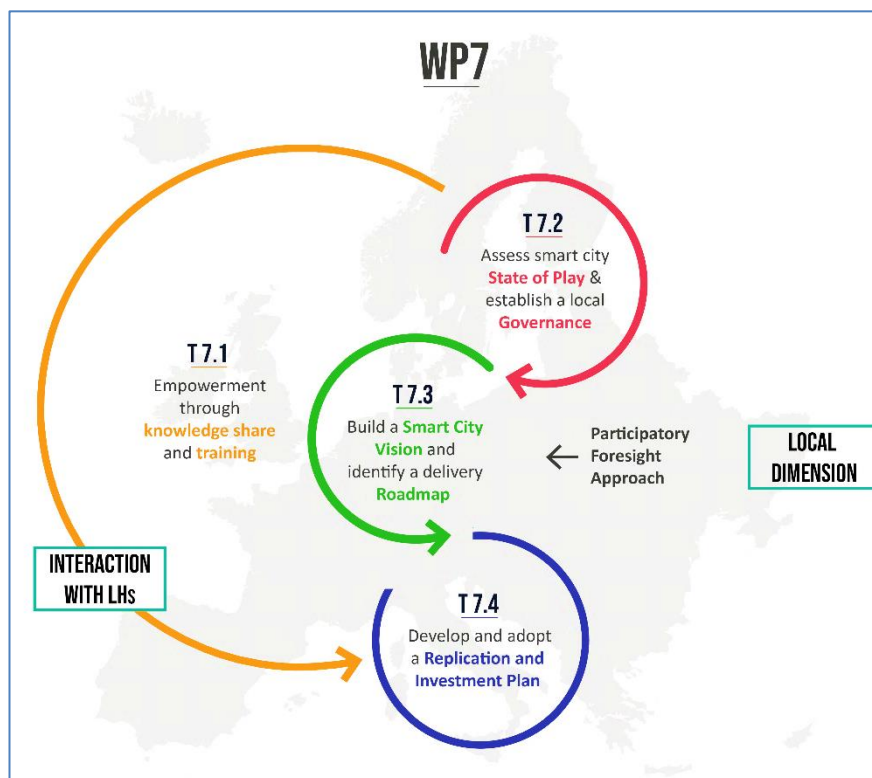 WP7
T 7.2
Assess smart city
State of Play &
establish a local
Governance
T 7.1
Empowerment
through
knowledge share
and training
T 7.3
Build a Smart City
Vision and
identify a delivery
Roadmap
Participatory
Foresight
Approach
LOCAL
DIMENSION
INTERACTION
WITH LHs
T 7.4
Develop and adopt
a Replication and
Investment Plan